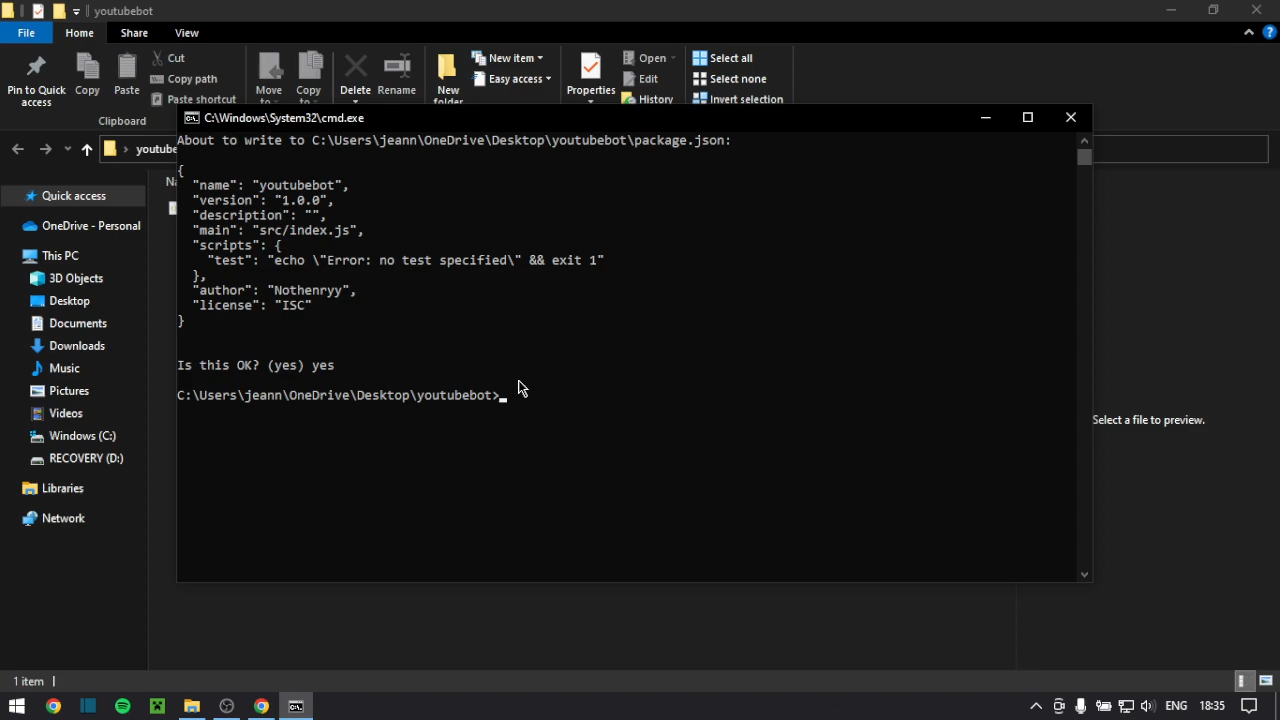 youtubebot
File
Home
Share
View
Pin to Quick
access
Copy
Paste
Cut
Copy path
Paste shortcut
Clipboard
Move
to
Copy
to
Delete
Rename
New
folder
New item
Easy access
Properties
Open
Edit
History
Select all
Select none
Invert selection
youtube
C:\Windows\System32\cmd.exe
About to write to C:\Users\jeann\OneDrive\Desktop\youtubebot\package.json:
{
"name": "youtubebot",
"version": "1.0.0",
"description": "",
"main": "src/index.js",
"scripts": {
"test": "echo \"Error: no test specified\" && exit 1"
},
"author": "Nothenryy",
"license": "ISC"
}
Is this OK? (yes) yes
C:\Users\jeann\OneDrive\Desktop\youtubebot>
Quick access
OneDrive - Personal
This PC
3D Objects
Desktop
Documents
Downloads
Music
Pictures
Videos
Windows (C:)
RECOVERY (D:)
Libraries
Network
Select a file to preview.
1 item
ENG
18:35